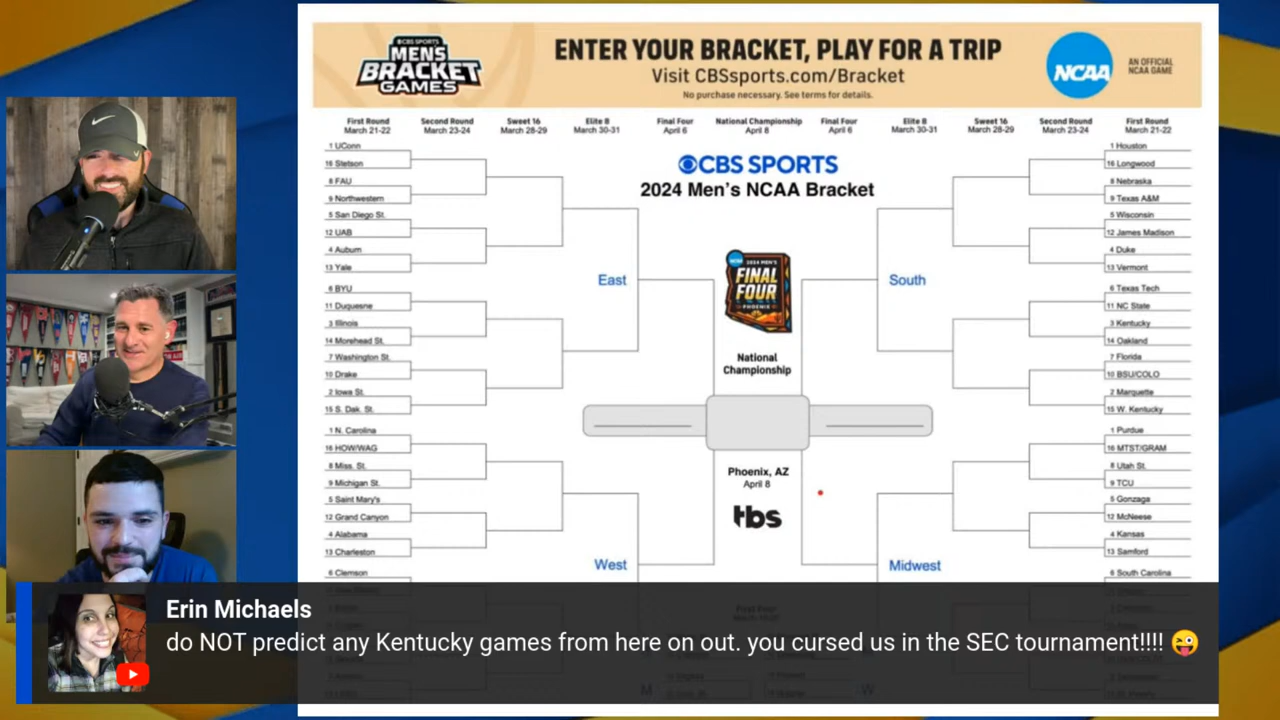 CBS SPORTS
MENS
BRACKET
GAMES
ENTER YOUR BRACKET, PLAY FOR A TRIP
Visit CBSsports.com/Bracket
No purchase necessary. See terms for details.
NCAA
AN OFFICIAL
NCAA GAME
First Round
March 21-22
Second Round
March 23-24
Sweet 16
March 28-29
Elite 8
March 30-31
Final Four
April 6
National Championship
April 8
Final Four
April 6
Elite 8
March 30-31
Sweet 16
March 28-29
Second Round
March 23-24
First Round
March 21-22
CBS SPORTS
2024 Men's NCAA Bracket
1 UConn
16 Stetson
8 FAU
9 Northwestern
5 San Diego St.
12 UAB
4 Auburn
13 Yale
6 BYU
11 Duquesne
3 Illinois
14 Morehead St.
7 Washington St.
10 Drake
2 Iowa St.
15 S. Dak. St.
East
1 N. Carolina
16 HOW/WAG
8 Miss. St.
9 Michigan St.
5 Saint Mary's
12 Grand Canyon
4 Alabama
13 Charleston
6 Clemson
West
NCAA
2024 MEN'S
FINAL
FOUR
PHOENIX
National
Championship
Phoenix, AZ
April 8
tbs
1 Houston
16 Longwood
8 Nebraska
9 Texas A&M
5 Wisconsin
12 James Madison
4 Duke
13 Vermont
6 Texas Tech
11 NC State
3 Kentucky
14 Oakland
7 Florida
10 BSU/COLO
2 Marquette
15 W. Kentucky
South
1 Purdue
16 MTST/GRAM
8 Utah St.
9 TCU
5 Gonzaga
12 McNeese
4 Kansas
13 Samford
6 South Carolina
Midwest
Erin Michaels
do NOT predict any Kentucky games from here on out. you cursed us in the SEC tournament!!!! 😜